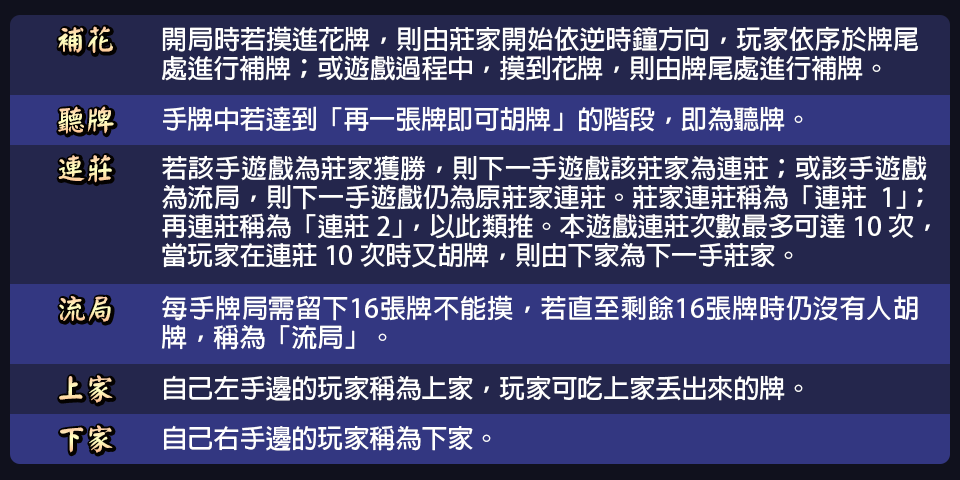 補花
開局時若摸進花牌，則由莊家開始依逆時鐘方向，玩家依序於牌尾
處進行補牌；或遊戲過程中，摸到花牌，則由牌尾處進行補牌。
聽牌
手牌中若達到「再一張牌即可胡牌」的階段，即為聽牌。
連莊
若該手遊戲為莊家獲勝，則下一手遊戲該莊家為連莊；或該手遊戲
為流局，則下一手遊戲仍為原莊家連莊。莊家連莊稱為「連莊 1」；
再連莊稱為「連莊 2」，以此類推。本遊戲連莊次數最多可達 10 次，
當玩家在連莊 10 次時又胡牌，則由下家為下一手莊家。
流局
每手牌局需留下16張牌不能摸，若直至剩餘16張牌時仍沒有人胡
牌，稱為「流局」。
上家
自己左手邊的玩家稱為上家，玩家可吃上家丟出來的牌。
下家
自己右手邊的玩家稱為下家。